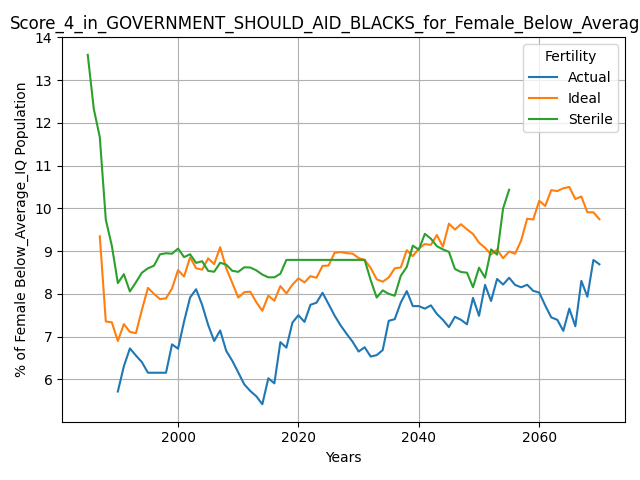 Score_4_in_GOVERNMENT_SHOULD_AID_BLACKS_for_Female_Below_Averag
Fertility
Actual
Ideal
Sterile
% of Female Below_Average_IQ Population
14
13
12
11
10
9
8
7
6
2000
2020
2040
2060
Years